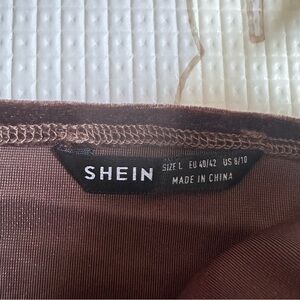 SHEIN
SIZE L EU 40/42 US 8/10
MADE IN CHINA